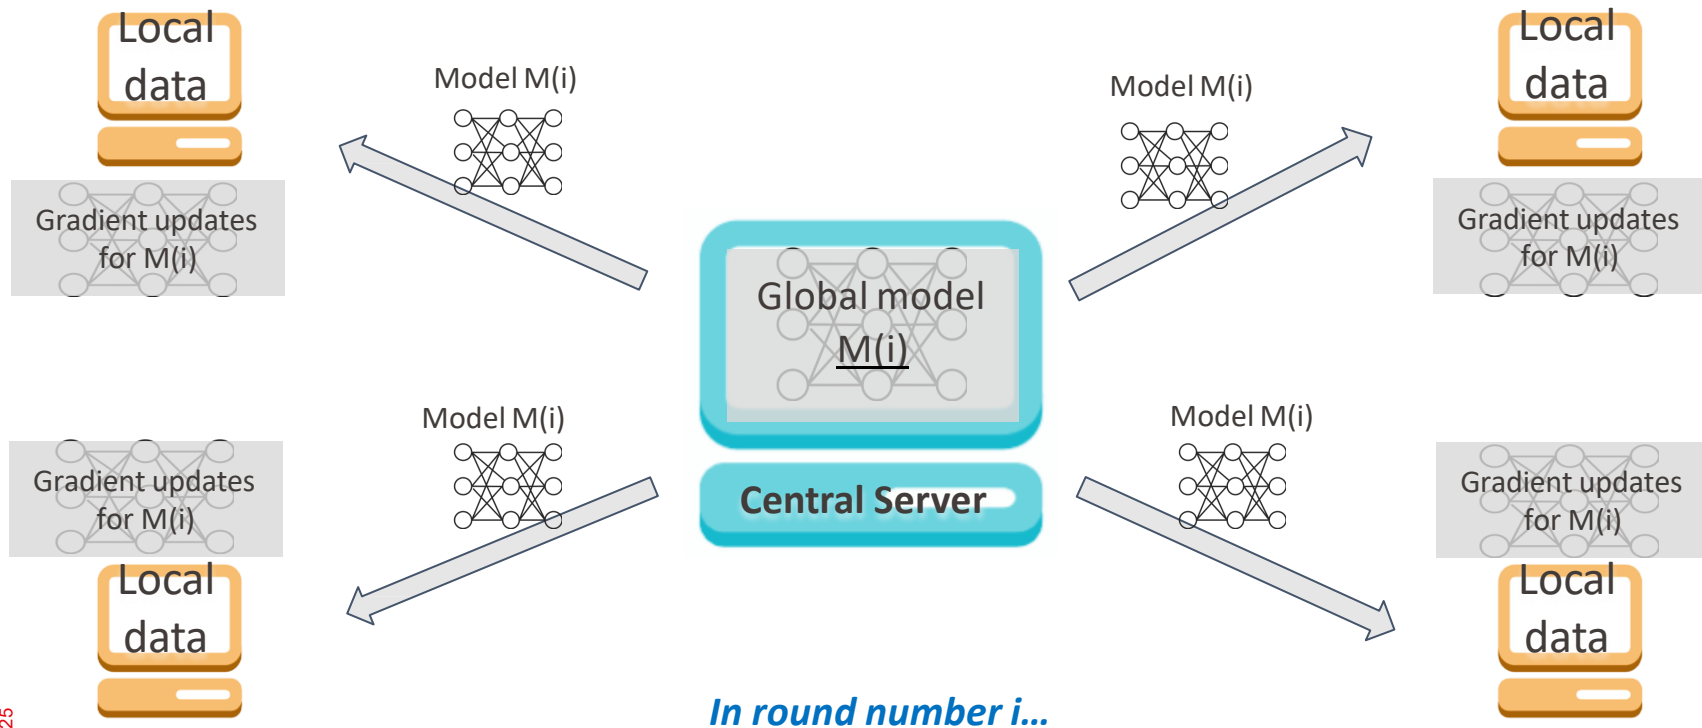 Local
data
Model M(i)
Gradient updates
for M(i)
Model M(i)
Local
data
Gradient updates
for M(i)
Global model
M(i)
Central Server
Model M(i)
Gradient updates
for M(i)
Local
data
Model M(i)
Gradient updates
for M(i)
Local
data
In round number i...
25